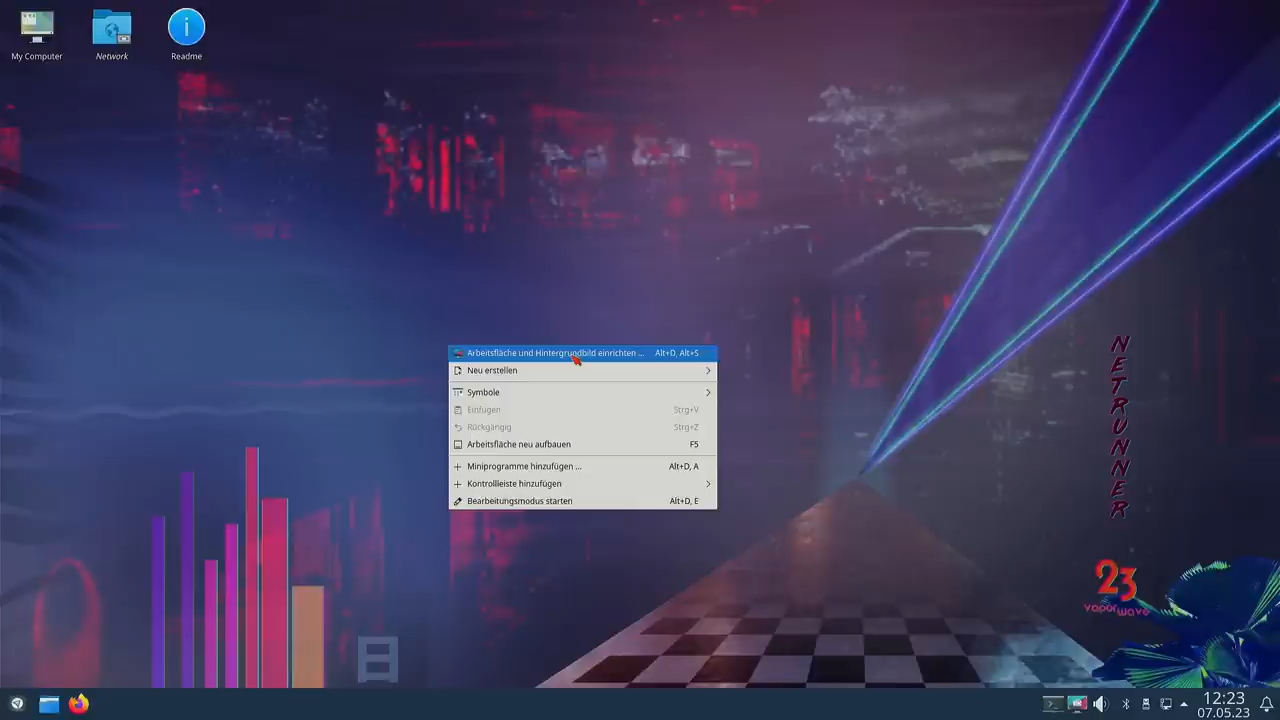 My Computer
Network
Readme
Arbeitsfläche und Hintergrundbild einrichten ... Alt+D, Alt+S
Neu erstellen
Symbole
Einfügen Strg+V
Rückgängig Strg+Z
Arbeitsfläche neu aufbauen F5
Miniprogramme hinzufügen ... Alt+D, A
Kontrollleiste hinzufügen
Bearbeitungsmodus starten Alt+D, E
NETRUNNER
23
vaporwave
12:23
07.05.23